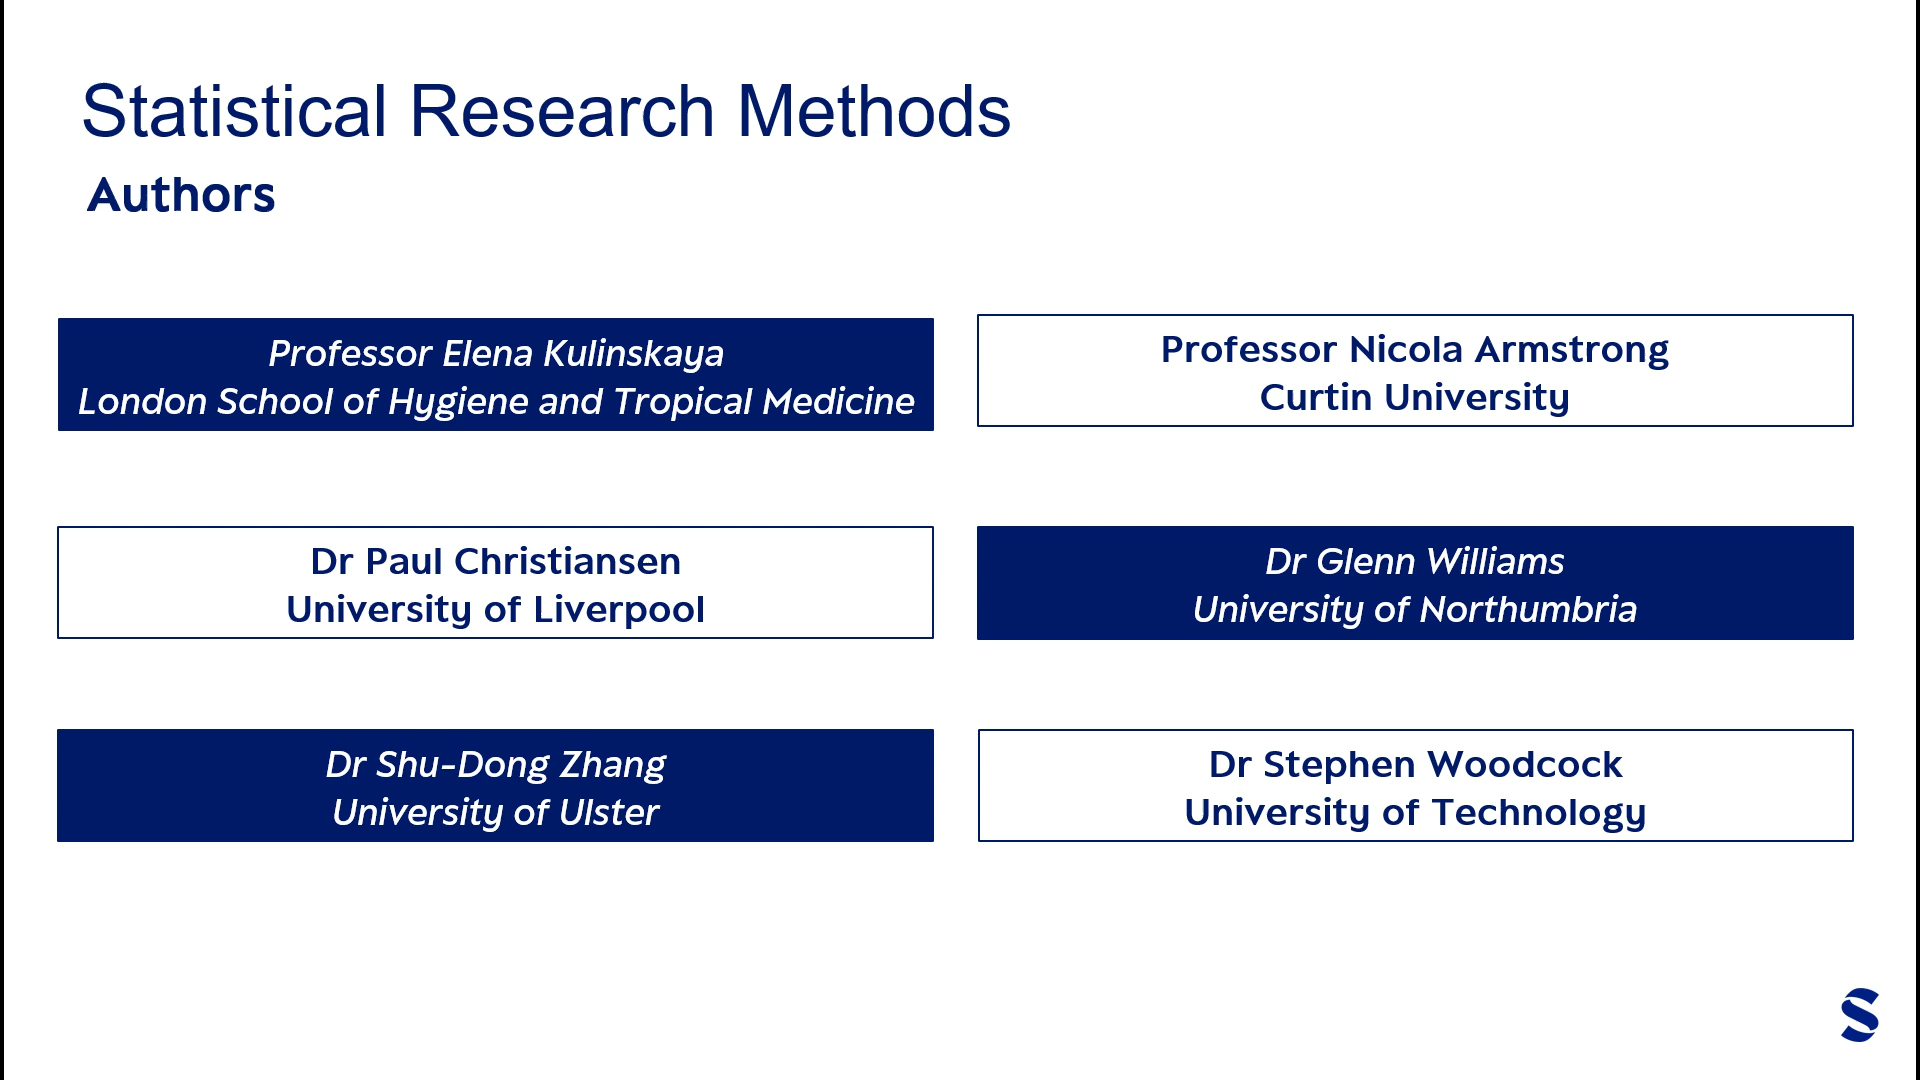 Statistical Research Methods
Authors
Professor Elena Kulinskaya
London School of Hygiene and Tropical Medicine
Professor Nicola Armstrong
Curtin University
Dr Paul Christiansen
University of Liverpool
Dr Glenn Williams
University of Northumbria
Dr Shu-Dong Zhang
University of Ulster
Dr Stephen Woodcock
University of Technology